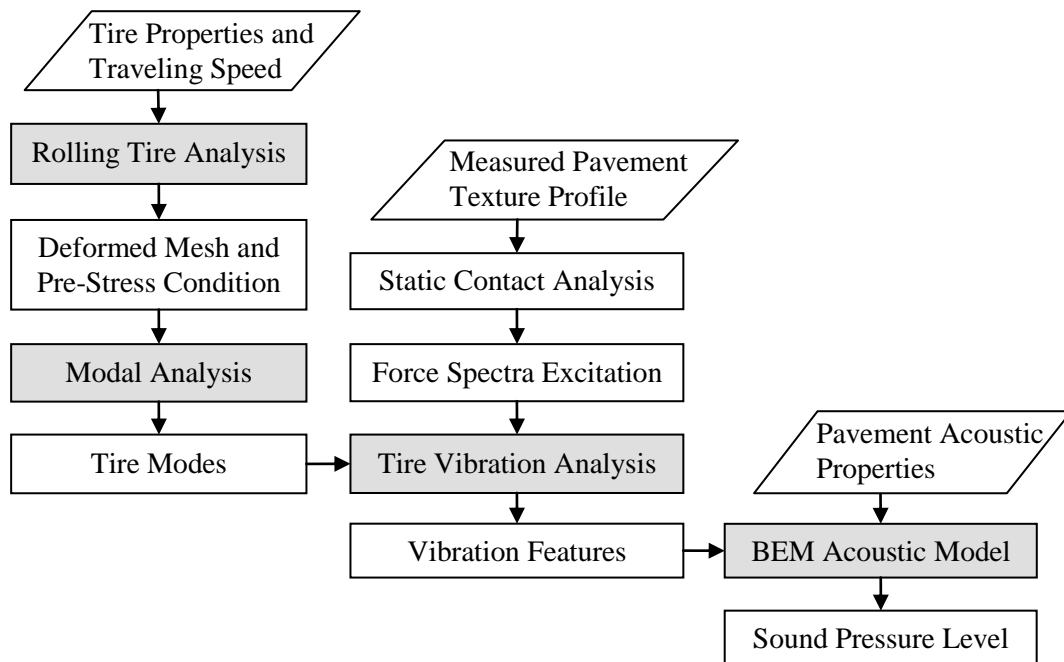 Tire Properties and
Traveling Speed
Rolling Tire Analysis
Deformed Mesh and
Pre-Stress Condition
Modal Analysis
Tire Modes
Measured Pavement
Texture Profile
Static Contact Analysis
Force Spectra Excitation
Tire Vibration Analysis
Vibration Features
Pavement Acoustic
Properties
BEM Acoustic Model
Sound Pressure Level